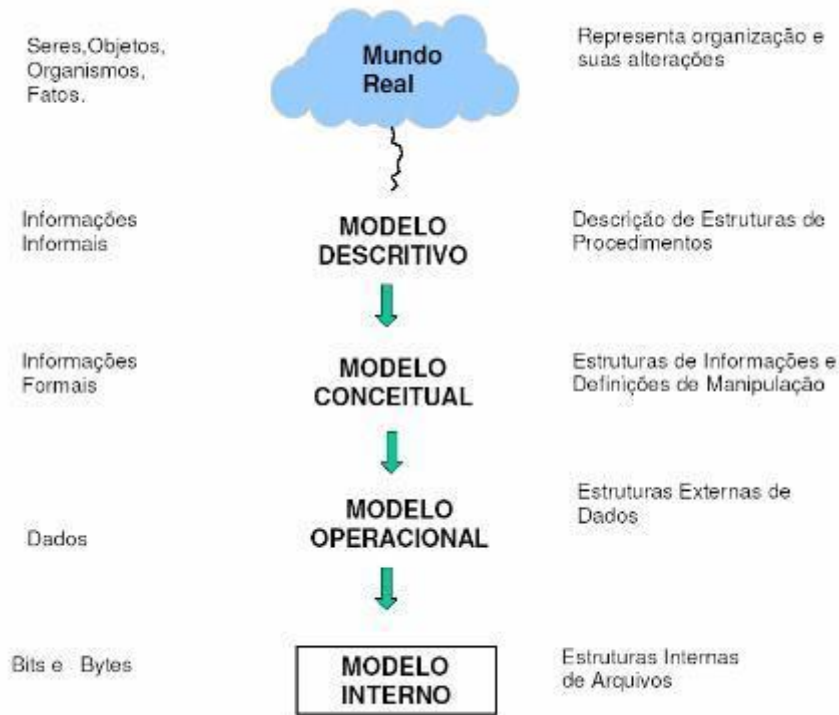 Seres,Objetos,
Organismos,
Fatos.
Mundo
Real
Representa organização e
suas alterações
Informações
Informais
MODELO
DESCRITIVO
Descrição de Estruturas de
Procedimentos
Informações
Formais
MODELO
CONCEITUAL
Estruturas de Informações e
Definições de Manipulação
Dados
MODELO
OPERACIONAL
Estruturas Externas de
Dados
Bits e Bytes
MODELO
INTERNO
Estruturas Internas
de Arquivos